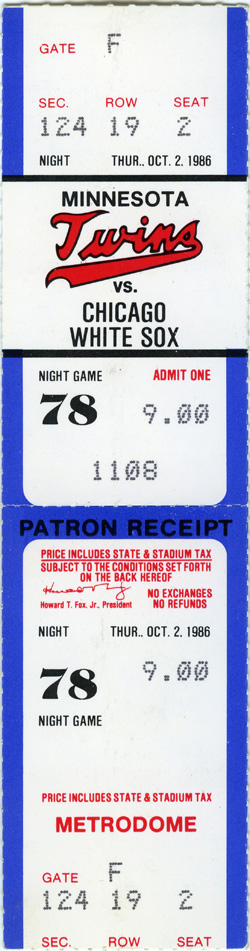 GATE F
SEC. ROW SEAT
124 19 2
NIGHT THUR., OCT. 2, 1986
MINNESOTA
Twins
VS.
CHICAGO
WHITE SOX
NIGHT GAME ADMIT ONE
78 9.00
1108
PATRON RECEIPT
PRICE INCLUDES STATE & STADIUM TAX
SUBJECT TO THE CONDITIONS SET FORTH
ON THE BACK HEREOF
Howard T. Fox, Jr., President
NO EXCHANGES
NO REFUNDS
NIGHT THUR., OCT. 2, 1986
78 9.00
NIGHT GAME
PRICE INCLUDES STATE & STADIUM TAX
METRODOME
GATE F
124 19 2
SEC. ROW SEAT